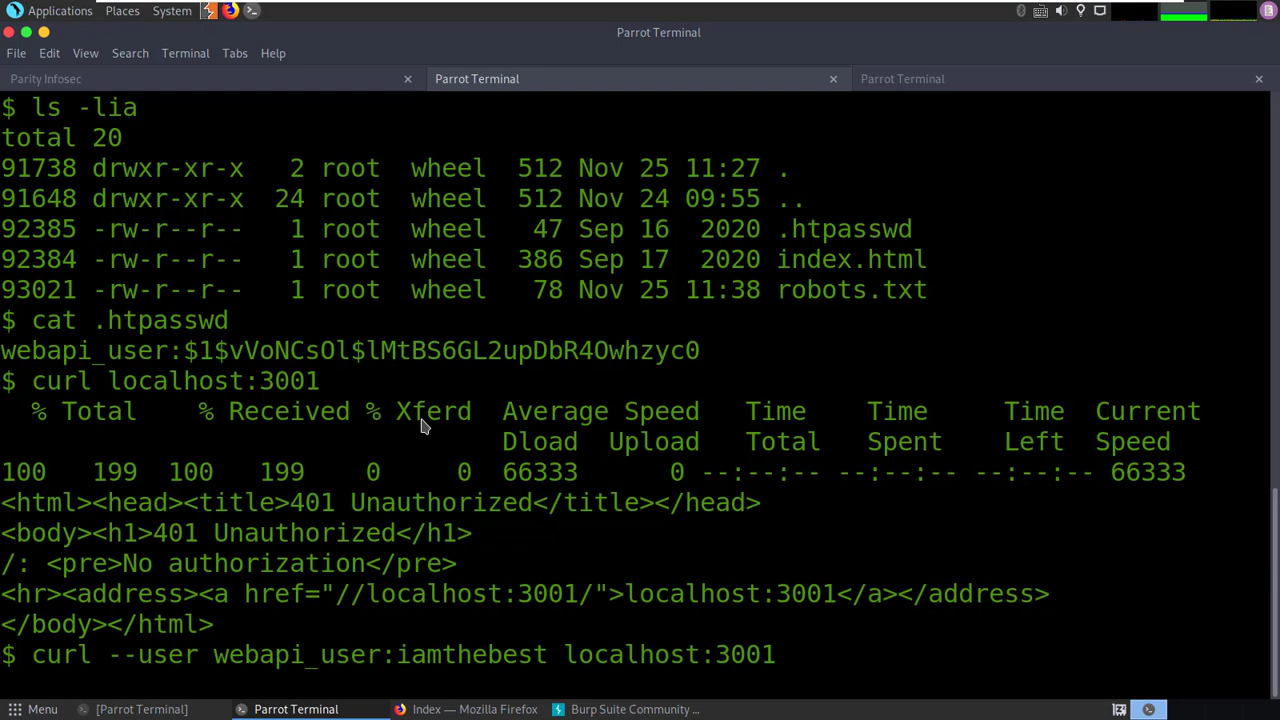 Applications Places System
Parrot Terminal
File Edit View Search Terminal Tabs Help
Parity Infosec × Parrot Terminal × Parrot Terminal ×
$ ls -lia
total 20
91738 drwxr-xr-x 2 root wheel 512 Nov 25 11:27 .
91648 drwxr-xr-x 24 root wheel 512 Nov 24 09:55 ..
92385 -rw-r--r-- 1 root wheel 47 Sep 16 2020 .htpasswd
92384 -rw-r--r-- 1 root wheel 386 Sep 17 2020 index.html
93021 -rw-r--r-- 1 root wheel 78 Nov 25 11:38 robots.txt
$ cat .htpasswd
webapi_user:$1$vVoNCsOl$lMtBS6GL2upDbR4Owhzyc0
$ curl localhost:3001
% Total % Received % Xferd Average Speed Time Time Time Current
Dload Upload Total Spent Left Speed
100 199 100 199 0 0 66333 0 --:--:-- --:--:-- --:--:-- 66333
<html><head><title>401 Unauthorized</title></head>
<body><h1>401 Unauthorized</h1>
/: <pre>No authorization</pre>
<hr><address><a href="//localhost:3001/">localhost:3001</a></address>
</body></html>
$ curl --user webapi_user:iamthebest localhost:3001
Menu [Parrot Terminal] Parrot Terminal Index — Mozilla Firefox Burp Suite Community ...